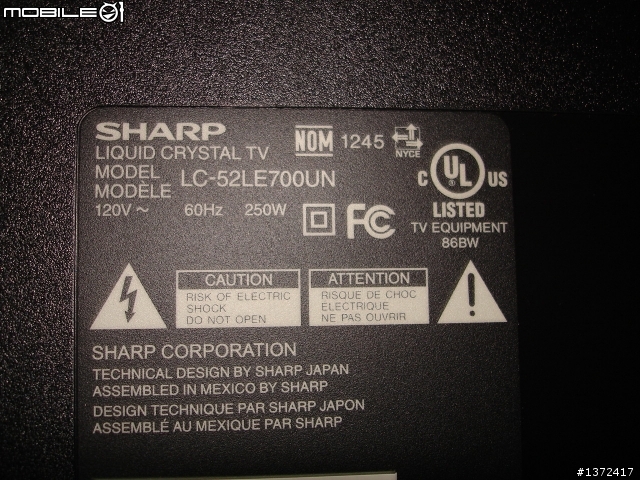 MOBILE01
SHARP
LIQUID CRYSTAL TV
MODEL
MODÈLE
LC-52LE700UN
120V ~ 60Hz 250W
NOM 1245 NYCE
FC
C UL US
LISTED
TV EQUIPMENT
86BW
CAUTION
RISK OF ELECTRIC
SHOCK
DO NOT OPEN
ATTENTION
RISQUE DE CHOC
ELECTRIQUE
NE PAS OUVRIR
!
SHARP CORPORATION
TECHNICAL DESIGN BY SHARP JAPAN
ASSEMBLED IN MEXICO BY SHARP
DESIGN TECHNIQUE PAR SHARP JAPON
ASSEMBLÉ AU MEXIQUE PAR SHARP
#1372417